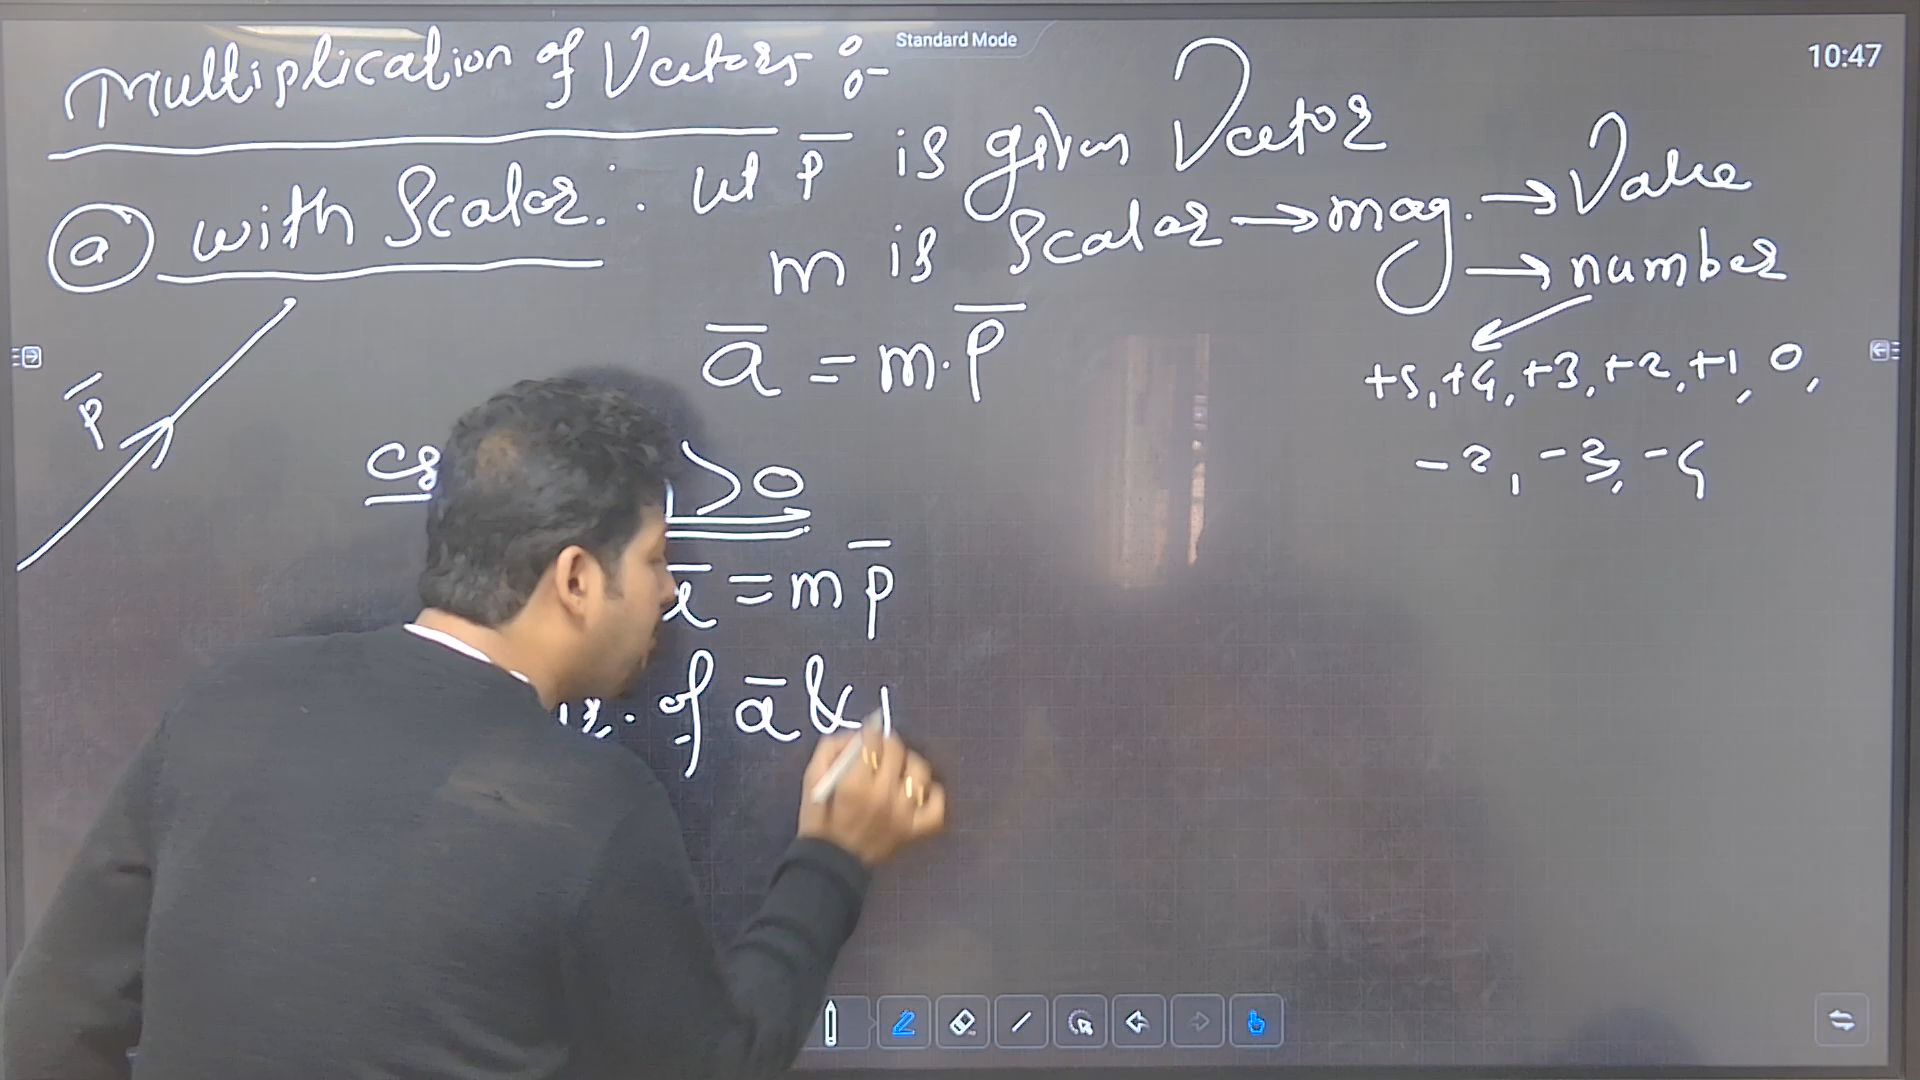 Standard Mode
10:47
Multiplication of Vectors :-
(a) with Scalar : let p̅ is given Vector
m is Scalar → mag. → Value
→ number
a̅ = m.p̅
+5, +4, +3, +2, +1, 0,
-2, -3, -4
p̅
>0
= m p̅
of a̅ &